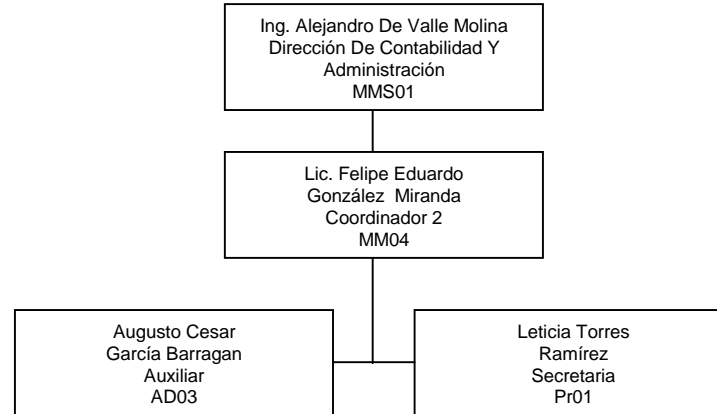 Ing. Alejandro De Valle Molina
Dirección De Contabilidad Y
Administración
MMS01
Lic. Felipe Eduardo
González  Miranda
Coordinador 2
MM04
Augusto Cesar
García Barragan
Auxiliar
AD03
Leticia Torres
Ramírez
Secretaria
Pr01